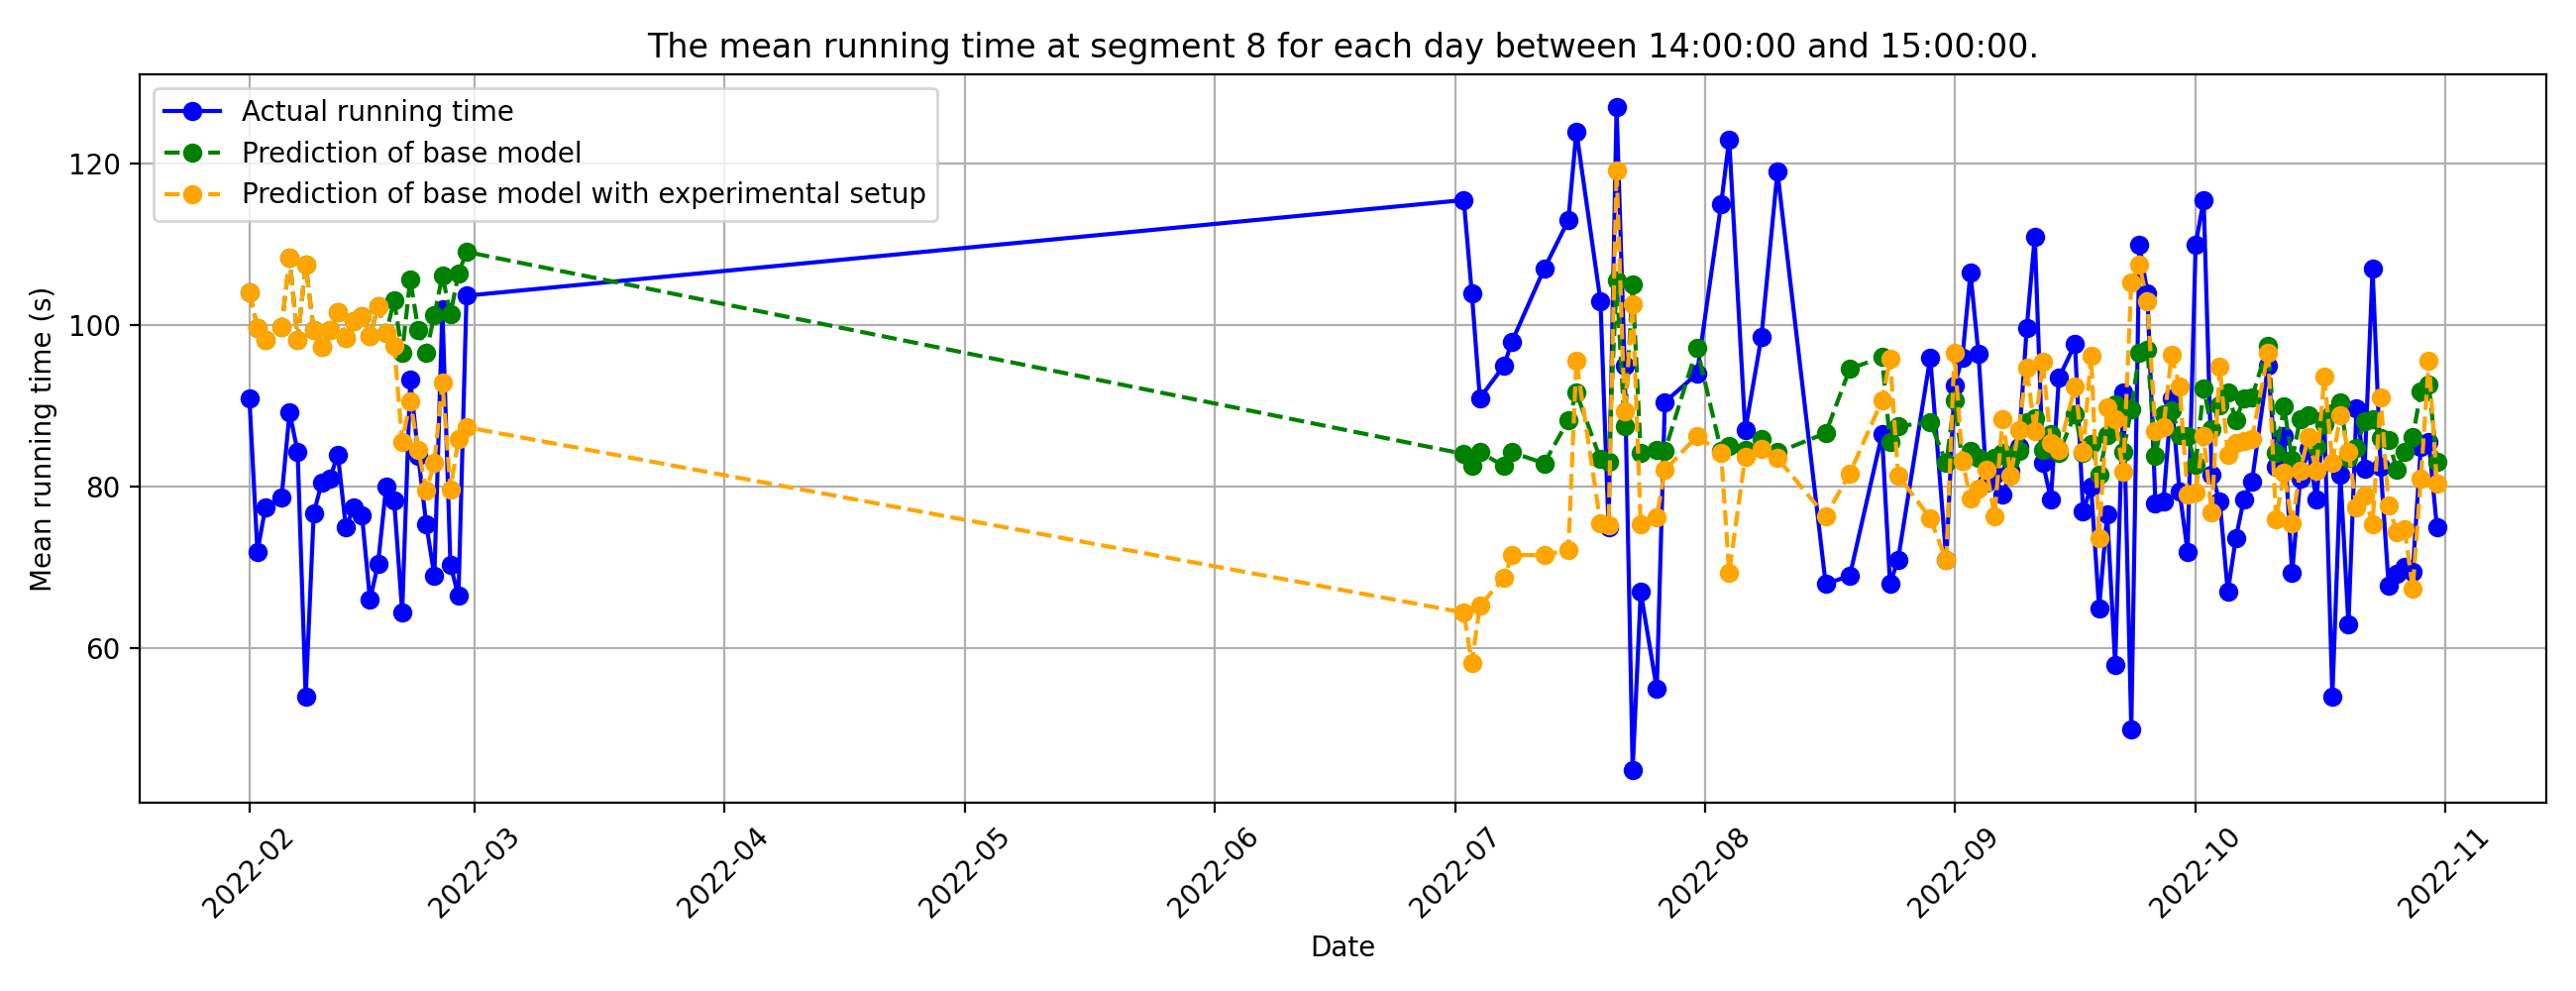 The mean running time at segment 8 for each day between 14:00:00 and 15:00:00.
Actual running time
Prediction of base model
Prediction of base model with experimental setup
Mean running time (s)
120
100
80
60
2022-02
2022-03
2022-04
2022-05
2022-06
2022-07
2022-08
2022-09
2022-10
2022-11
Date